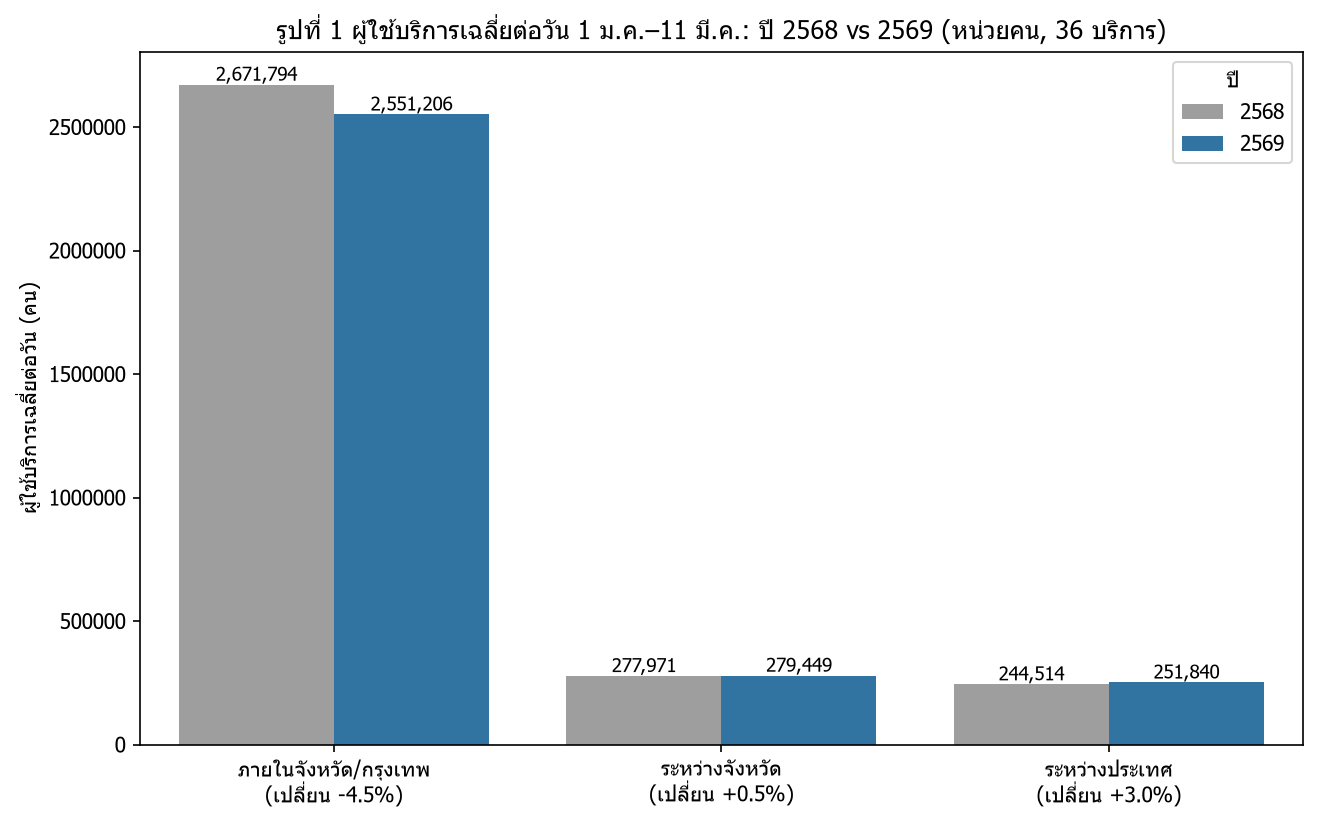 รูปที่ 1 ผู้ใช้บริการเฉลี่ยต่อวัน 1 ม.ค.–11 มี.ค.: ปี 2568 vs 2569 (หน่วยคน, 36 บริการ)
ปี
2568
2569
ผู้ใช้บริการเฉลี่ยต่อวัน (คน)
2500000
2000000
1500000
1000000
500000
0
2,671,794
2,551,206
277,971
279,449
244,514
251,840
ภายในจังหวัด/กรุงเทพ
(เปลี่ยน -4.5%)
ระหว่างจังหวัด
(เปลี่ยน +0.5%)
ระหว่างประเทศ
(เปลี่ยน +3.0%)